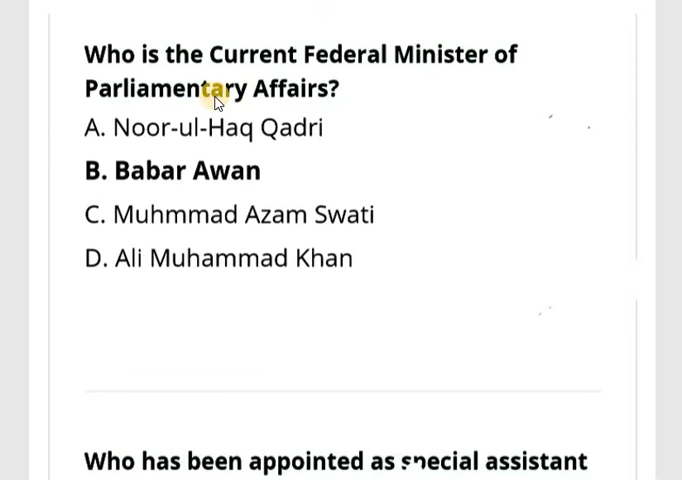 Who is the Current Federal Minister of
Parliamentary Affairs?
A. Noor-ul-Haq Qadri
B. Babar Awan
C. Muhmmad Azam Swati
D. Ali Muhammad Khan
Who has been appointed as special assistant